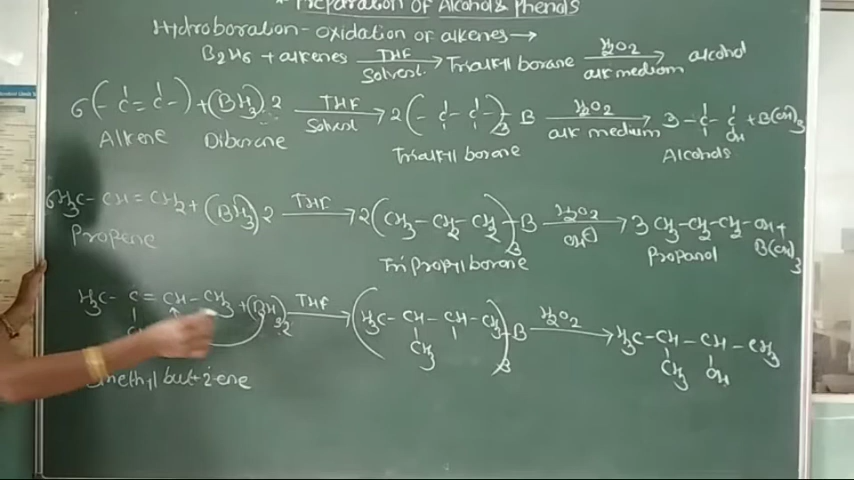 * Preparation of Alcohols & Phenols
Hydroboration - oxidation of alkenes →
B2H6 + alkenes THF Solvent → Trialkyl borane H2O2 alk medium → alcohol
6(-C=C-) + (BH3)2 THF Solvent → 2(-C-C-)3 B H2O2 alk medium → 3-C-C OH + B(OH)3
Alkene Diborane Trialkyl borane Alcohols
6H3C-CH=CH2 + (BH3)2 THF → 2(CH3-CH2-CH2)3-B H2O2 OH⊖ → 3 CH3-CH2-CH2-OH + B(OH)3
Propene Tripropylborane Propanol
H3C-C=CH-CH3 + (BH3)2 THF → (H3C-CH-CH-CH3)3-B H2O2 → H3C-CH-CH-CH3
CH3 CH3 OH
methyl but-2-ene